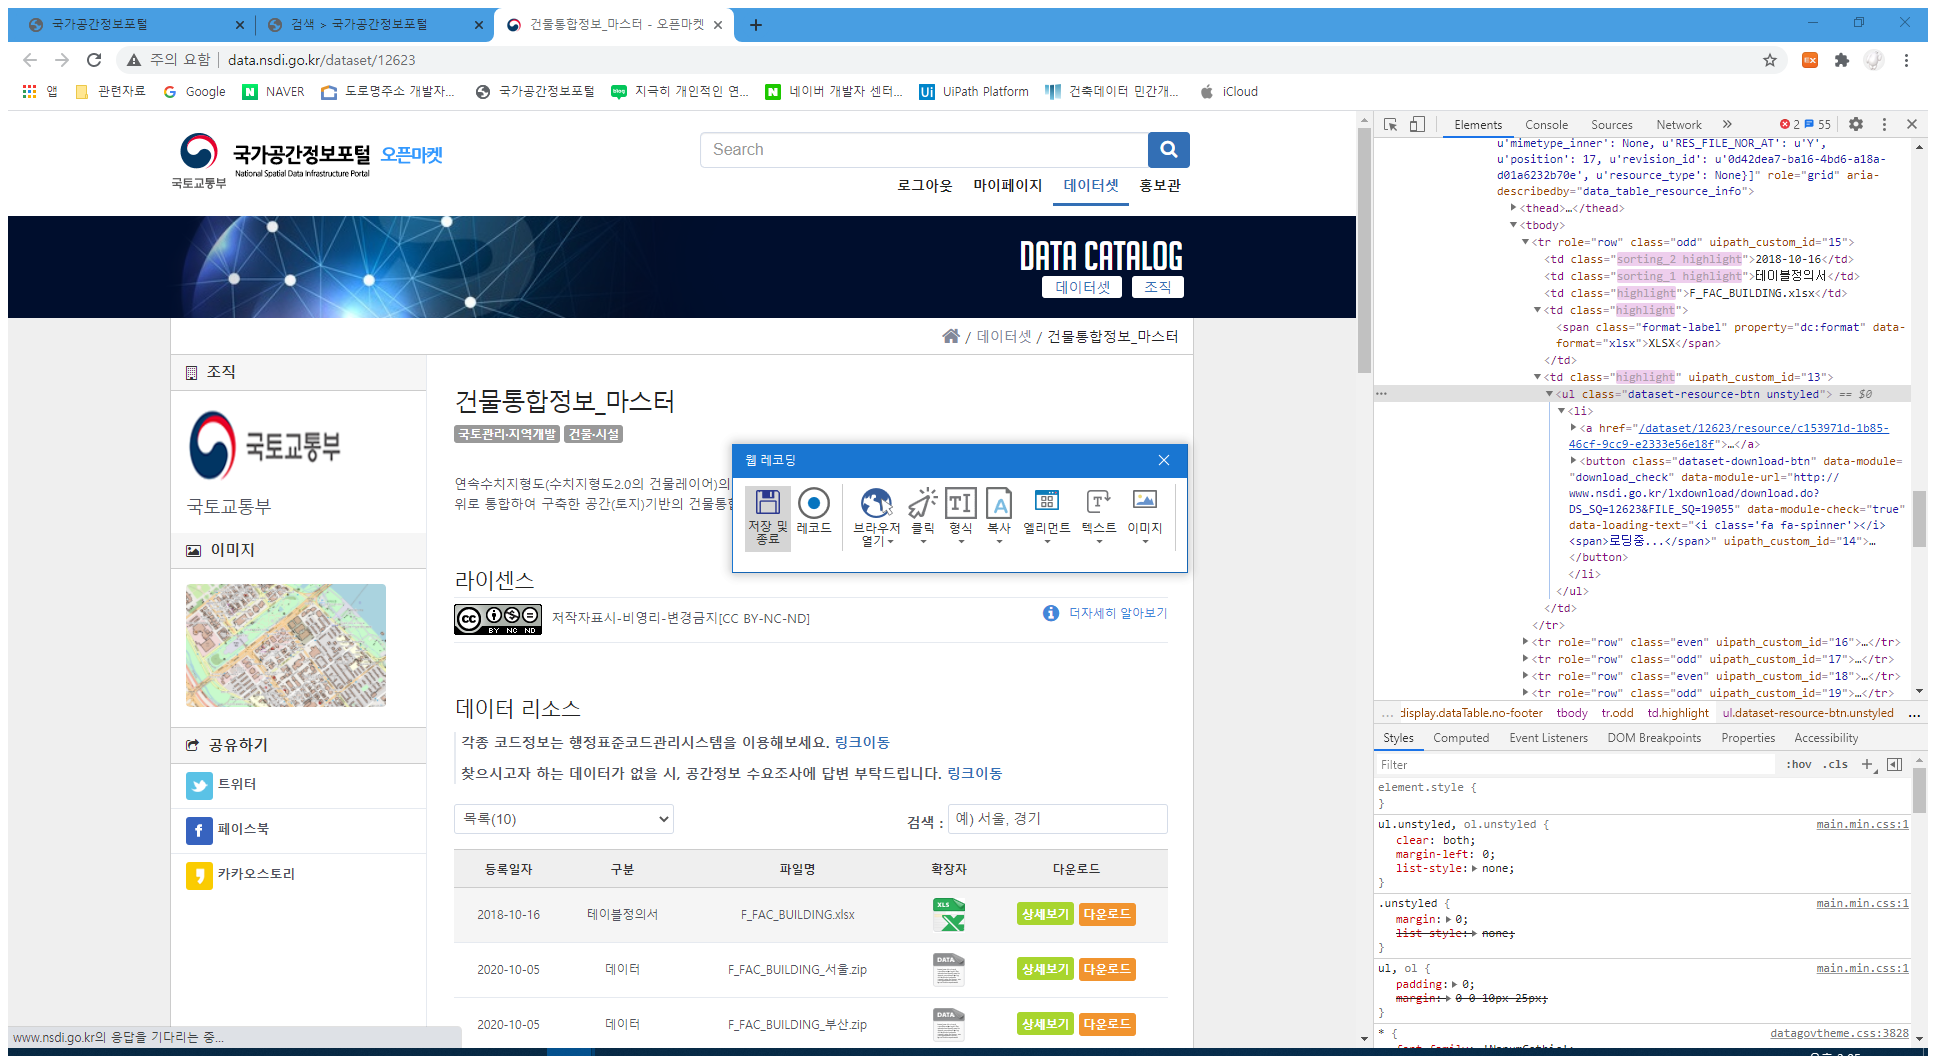 국가공간정보포털
검색 > 국가공간정보포털
건물통합정보_마스터 - 오픈마켓
주의 요함
data.nsdi.go.kr/dataset/12623
앱
관련자료
Google
NAVER
도로명주소 개발자...
국가공간정보포털
지극히 개인적인 연...
네이버 개발자 센터...
UiPath Platform
건축데이터 민간개...
iCloud
국토교통부
국가공간정보포털 오픈마켓
National Spatial Data Infrastructure Portal
Search
로그아웃 마이페이지 데이터셋 홍보관
DATA CATALOG
데이터셋 조직
/ 데이터셋 / 건물통합정보_마스터
조직
국토교통부
국토교통부
이미지
공유하기
트위터
페이스북
카카오스토리
건물통합정보_마스터
국토관리·지역개발 건물·시설
연속수치지형도(수치지형도2.0의 건물레이어)의
위로 통합하여 구축한 공간(토지)기반의 건물통합
웹 레코딩
저장 및
종료
레코드
브라우저
열기
클릭
형식
복사
엘리먼트
텍스트
이미지
라이센스
BY NC ND
저작자표시-비영리-변경금지[CC BY-NC-ND]
더자세히 알아보기
데이터 리소스
각종 코드정보는 행정표준코드관리시스템을 이용해보세요. 링크이동
찾으시고자 하는 데이터가 없을 시, 공간정보 수요조사에 답변 부탁드립니다. 링크이동
목록(10)
검색 : 예) 서울, 경기
등록일자 구분 파일명 확장자 다운로드
2018-10-16 테이블정의서 F_FAC_BUILDING.xlsx XLS 상세보기 다운로드
2020-10-05 데이터 F_FAC_BUILDING_서울.zip DATA 상세보기 다운로드
2020-10-05 데이터 F_FAC_BUILDING_부산.zip DATA 상세보기 다운로드
www.nsdi.go.kr의 응답을 기다리는 중...
Elements Console Sources Network » 2 55
u'mimetype_inner': None, u'RES_FILE_NOR_AT': u'Y',
u'position': 17, u'revision_id': u'0d42dea7-ba16-4bd6-a18a-
d01a6232b70e', u'resource_type': None}]" role="grid" aria-
describedby="data_table_resource_info">
<thead>…</thead>
<tbody>
<tr role="row" class="odd" uipath_custom_id="15">
<td class="sorting_2 highlight">2018-10-16</td>
<td class="sorting_1 highlight">테이블정의서</td>
<td class="highlight">F_FAC_BUILDING.xlsx</td>
<td class="highlight">
<span class="format-label" property="dc:format" data-
format="xlsx">XLSX</span>
</td>
<td class="highlight" uipath_custom_id="13">
<ul class="dataset-resource-btn unstyled"> == $0
<li>
<a href="/dataset/12623/resource/c153971d-1b85-
46cf-9cc9-e2333e56e18f">…</a>
<button class="dataset-download-btn" data-module=
"download_check" data-module-url="http://
www.nsdi.go.kr/lxdownload/download.do?
DS_SQ=12623&FILE_SQ=19055" data-module-check="true"
data-loading-text="<i class='fa fa-spinner'></i>
<span>로딩중...</span>" uipath_custom_id="14">…
</button>
</li>
</ul>
</td>
</tr>
<tr role="row" class="even" uipath_custom_id="16">…</tr>
<tr role="row" class="odd" uipath_custom_id="17">…</tr>
<tr role="row" class="even" uipath_custom_id="18">…</tr>
<tr role="row" class="odd" uipath_custom_id="19">…</tr>
… display.dataTable.no-footer tbody tr.odd td.highlight ul.dataset-resource-btn.unstyled …
Styles Computed Event Listeners DOM Breakpoints Properties Accessibility
Filter :hov .cls +
element.style {
}
ul.unstyled, ol.unstyled { main.min.css:1
clear: both;
margin-left: 0;
list-style: none;
}
.unstyled { main.min.css:1
margin: 0;
list-style: none;
}
ul, ol { main.min.css:1
padding: 0;
margin: 0 0 10px 25px;
}
* { datagovtheme.css:3828